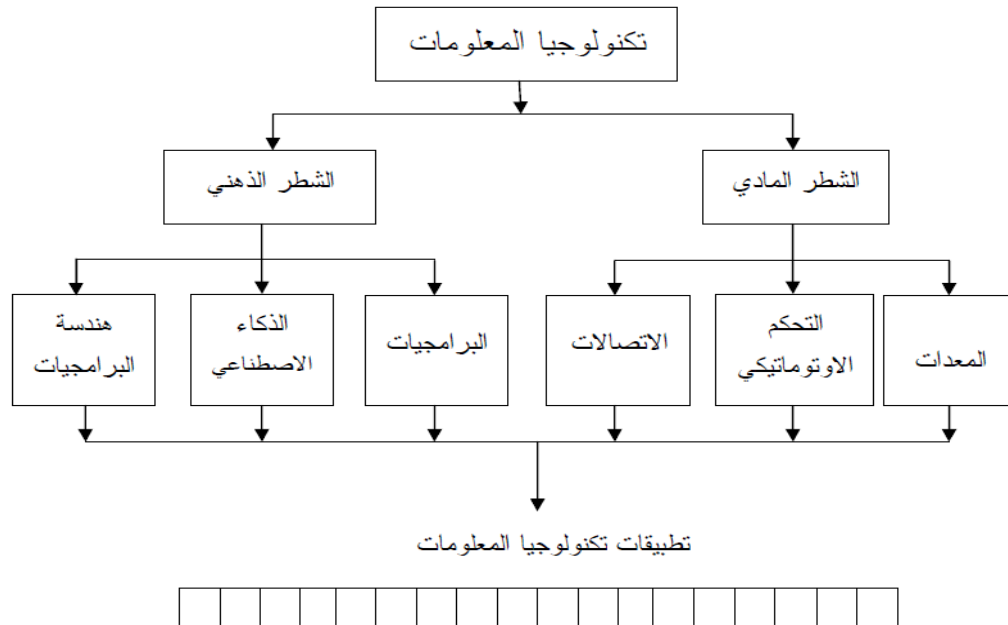 تكنولوجيا المعلومات
الشطر المادي
الشطر الذهني
المعدات
التحكم
الاوتوماتيكي
الاتصالات
البرامجيات
الذكاء
الاصطناعي
هندسة
البرامجيات
تطبيقات تكنولوجيا المعلومات